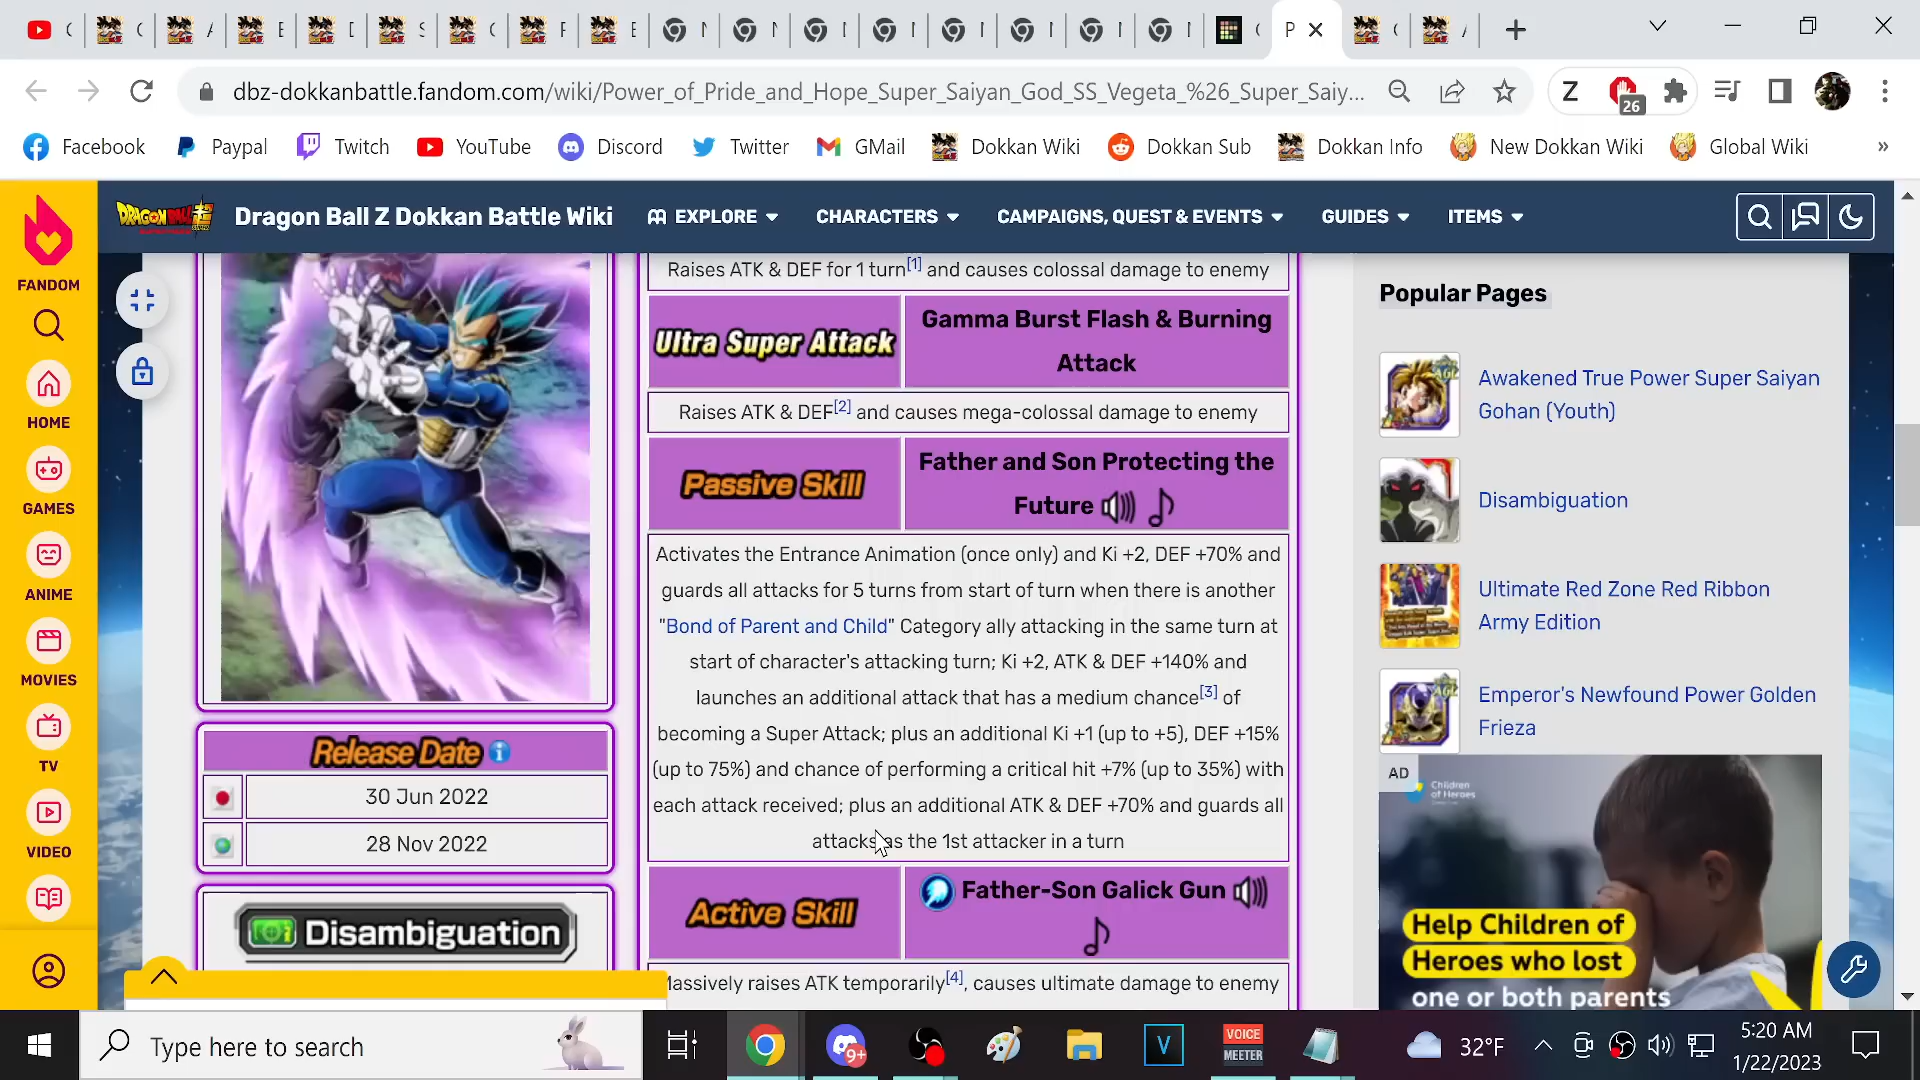 P
dbz-dokkanbattle.fandom.com/wiki/Power_of_Pride_and_Hope_Super_Saiyan_God_SS_Vegeta_%26_Super_Saiy...
Z
26
Facebook
Paypal
Twitch
YouTube
Discord
Twitter
GMail
Dokkan Wiki
Dokkan Sub
Dokkan Info
New Dokkan Wiki
Global Wiki
»
FANDOM
HOME
GAMES
ANIME
MOVIES
TV
VIDEO
Dragon Ball Z Dokkan Battle Wiki
EXPLORE
CHARACTERS
CAMPAIGNS, QUEST & EVENTS
GUIDES
ITEMS
Release Date
30 Jun 2022
28 Nov 2022
Disambiguation
Raises ATK & DEF for 1 turn[1] and causes colossal damage to enemy
Ultra Super Attack
Gamma Burst Flash & Burning
Attack
Raises ATK & DEF[2] and causes mega-colossal damage to enemy
Passive Skill
Father and Son Protecting the
Future
Activates the Entrance Animation (once only) and Ki +2, DEF +70% and
guards all attacks for 5 turns from start of turn when there is another
"Bond of Parent and Child" Category ally attacking in the same turn at
start of character's attacking turn; Ki +2, ATK & DEF +140% and
launches an additional attack that has a medium chance[3] of
becoming a Super Attack; plus an additional Ki +1 (up to +5), DEF +15%
(up to 75%) and chance of performing a critical hit +7% (up to 35%) with
each attack received; plus an additional ATK & DEF +70% and guards all
attacks as the 1st attacker in a turn
Active Skill
Father-Son Galick Gun
Massively raises ATK temporarily[4], causes ultimate damage to enemy
Popular Pages
Awakened True Power Super Saiyan
Gohan (Youth)
Disambiguation
Ultimate Red Zone Red Ribbon
Army Edition
Emperor's Newfound Power Golden
Frieza
AD
Children of
Heroes
Help Children of
Heroes who lost
one or both parents
Type here to search
9+
V
VOICE
MEETER
32°F
5:20 AM
1/22/2023